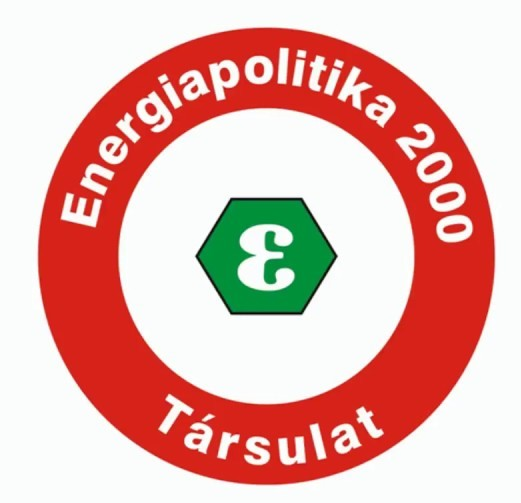 Energiapolitika 2000
ε
Társulat